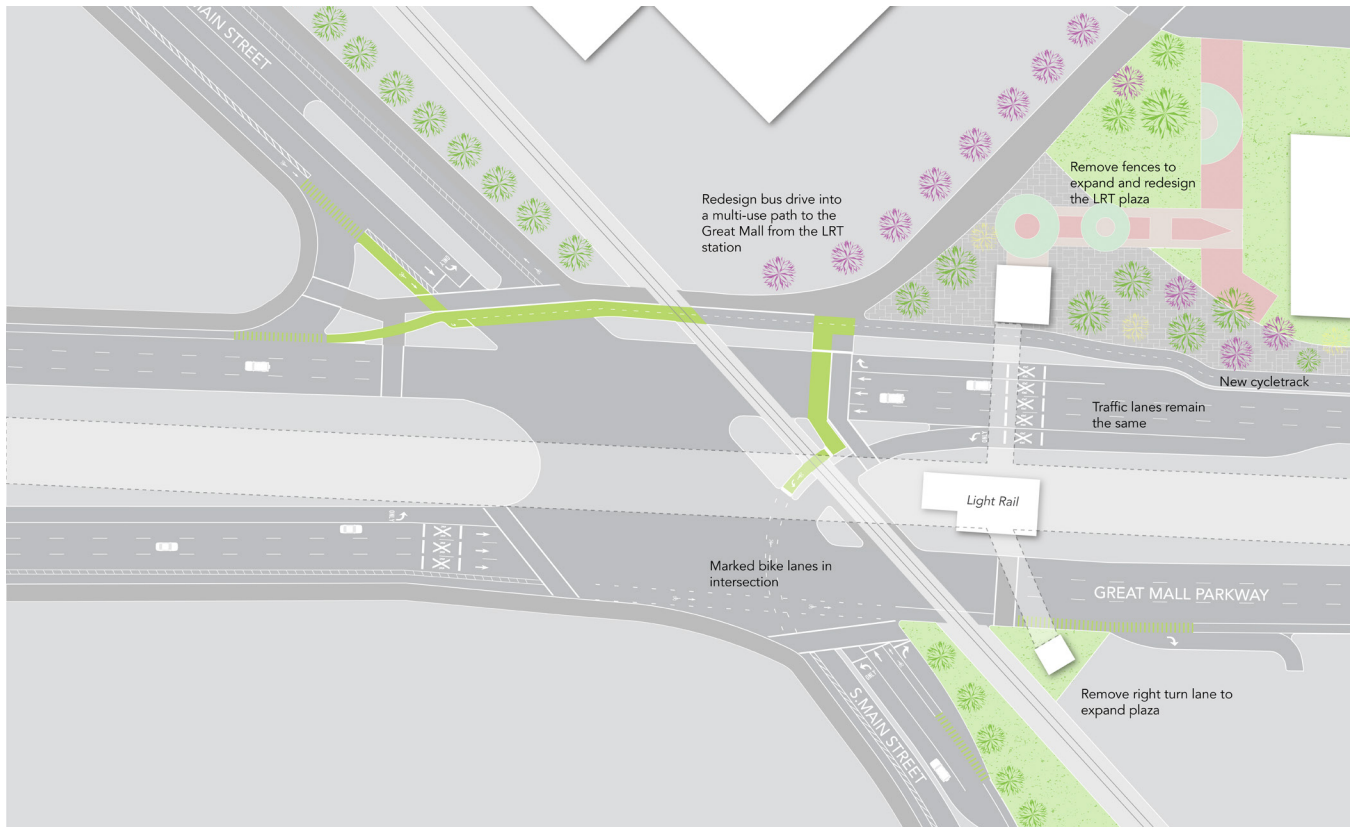 MAIN STREET
Redesign bus drive into
a multi-use path to the
Great Mall from the LRT
station
Remove fences to
expand and redesign
the LRT plaza
New cycletrack
Traffic lanes remain
the same
Light Rail
Marked bike lanes in
intersection
GREAT MALL PARKWAY
Remove right turn lane to
expand plaza
S.MAIN STREET